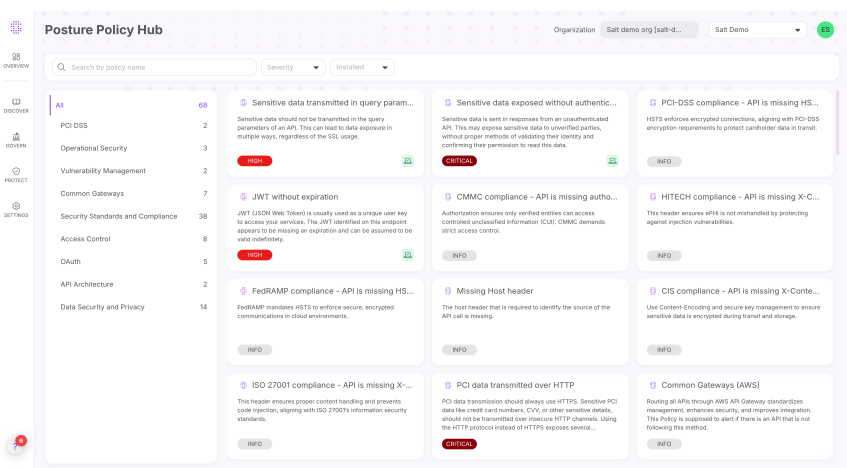 Posture Policy Hub
Organization
Salt demo org (salt-d...
Salt Demo
ES
OVERVIEW
DISCOVER
GOVERN
PROTECT
SETTINGS
6
?
Search by policy name
Severity
Installed
All 68
PCI DSS 2
Operational Security 3
Vulnerability Management 2
Common Gateways 7
Security Standards and Compliance 38
Access Control 8
OAuth 5
API Architecture 2
Data Security and Privacy 14
Sensitive data transmitted in query param...
Sensitive data should not be transmitted in the query
parameters of an API. This can lead to data exposure in
multiple ways, regardless of the SSL usage.
HIGH
Sensitive data exposed without authentic...
Sensitive data is sent in responses from an unauthenticated
API. This may expose sensitive data to unverified parties,
without proper methods of validating their identity and
confirming their permission to read this data.
CRITICAL
PCI-DSS compliance - API is missing HS...
HSTS enforces encrypted connections, aligning with PCI-DSS
encryption requirements to protect cardholder data in transit.
INFO
JWT without expiration
JWT (JSON Web Token) is usually used as a unique user key
to access your services. The JWT identified on this endpoint
appears to be missing an expiration and can be assumed to be
valid indefinitely.
HIGH
CMMC compliance - API is missing autho...
Authorization ensures only verified entities can access
controlled unclassified information (CUI). CMMC demands
strict access control.
INFO
HITECH compliance - API is missing X-C...
This header ensures ePHI is not mishandled by protecting
against injection vulnerabilities.
INFO
FedRAMP compliance - API is missing HS...
FedRAMP mandates HSTS to enforce secure, encrypted
communications in cloud environments.
INFO
Missing Host header
The host header that is required to identify the source of the
API call is missing.
INFO
CIS compliance - API is missing X-Conte...
Use Content-Encoding and secure key management to ensure
sensitive data is encrypted during transit and storage.
INFO
ISO 27001 compliance - API is missing X-...
This header ensures proper content handling and prevents
code injection, aligning with ISO 27001's information security
standards.
INFO
PCI data transmitted over HTTP
PCI data transmission should always use HTTPS. Sensitive PCI
data like credit card numbers, CVV, or other sensitive details,
should not be transmitted over insecure HTTP channels. Using
the HTTP protocol instead of HTTPS exposes several...
CRITICAL
Common Gateways (AWS)
Routing all APIs through AWS API Gateway standardizes
management, enhances security, and improves integration.
This Policy is supposed to alert if there is an API that is not
following this method.
INFO